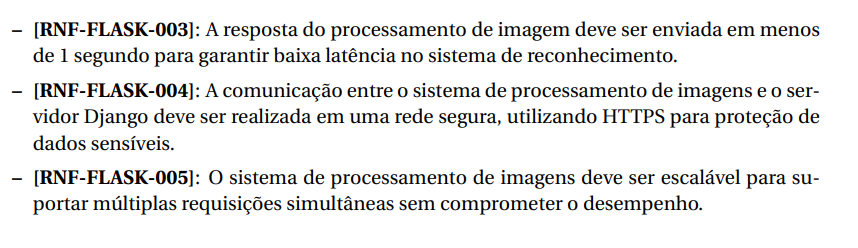 – [RNF-FLASK-003]: A resposta do processamento de imagem deve ser enviada em menos
de 1 segundo para garantir baixa latência no sistema de reconhecimento.
– [RNF-FLASK-004]: A comunicação entre o sistema de processamento de imagens e o ser-
vidor Django deve ser realizada em uma rede segura, utilizando HTTPS para proteção de
dados sensíveis.
– [RNF-FLASK-005]: O sistema de processamento de imagens deve ser escalável para su-
portar múltiplas requisições simultâneas sem comprometer o desempenho.